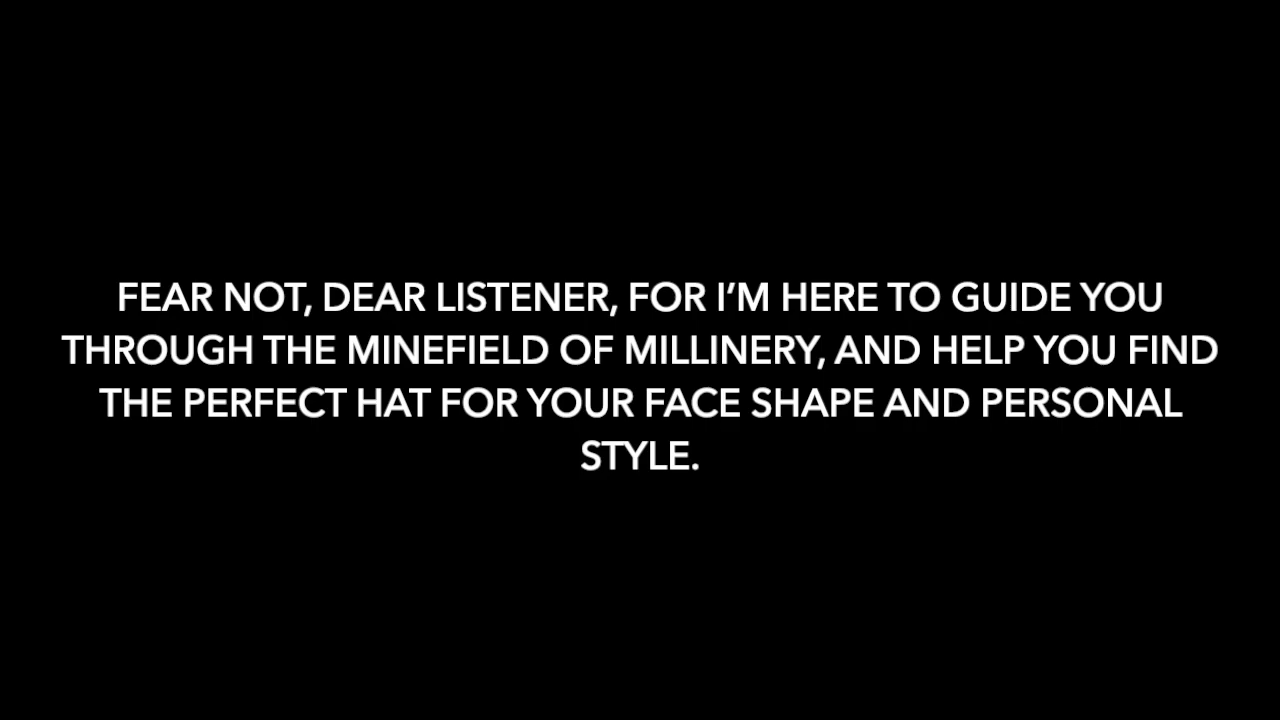 FEAR NOT, DEAR LISTENER, FOR I’M HERE TO GUIDE YOU
THROUGH THE MINEFIELD OF MILLINERY, AND HELP YOU FIND
THE PERFECT HAT FOR YOUR FACE SHAPE AND PERSONAL
STYLE.